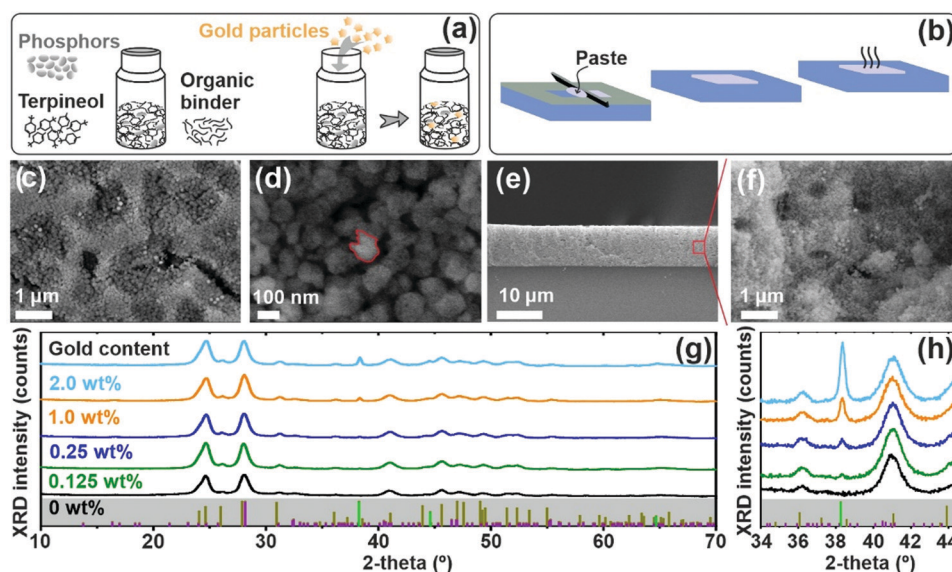 (a)
Phosphors
Gold particles
Terpineol
Organic
binder
(b)
Paste
(c)
1 µm
(d)
100 nm
(e)
10 µm
(f)
1 µm
XRD intensity (counts)
Gold content
(g)
2.0 wt%
1.0 wt%
0.25 wt%
0.125 wt%
0 wt%
10 20 30 40 50 60 70
2-theta (º)
XRD intensity (counts)
(h)
34 36 38 40 42 44
2-theta (º)